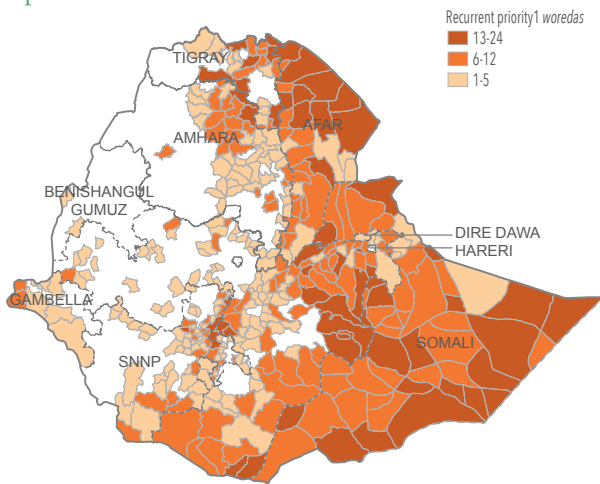 Recurrent priority1 woredas
13-24
6-12
1-5
TIGRAY
AFAR
AMHARA
BENISHANGUL
GUMUZ
DIRE DAWA
HARERI
GAMBELLA
SOMALI
SNNP